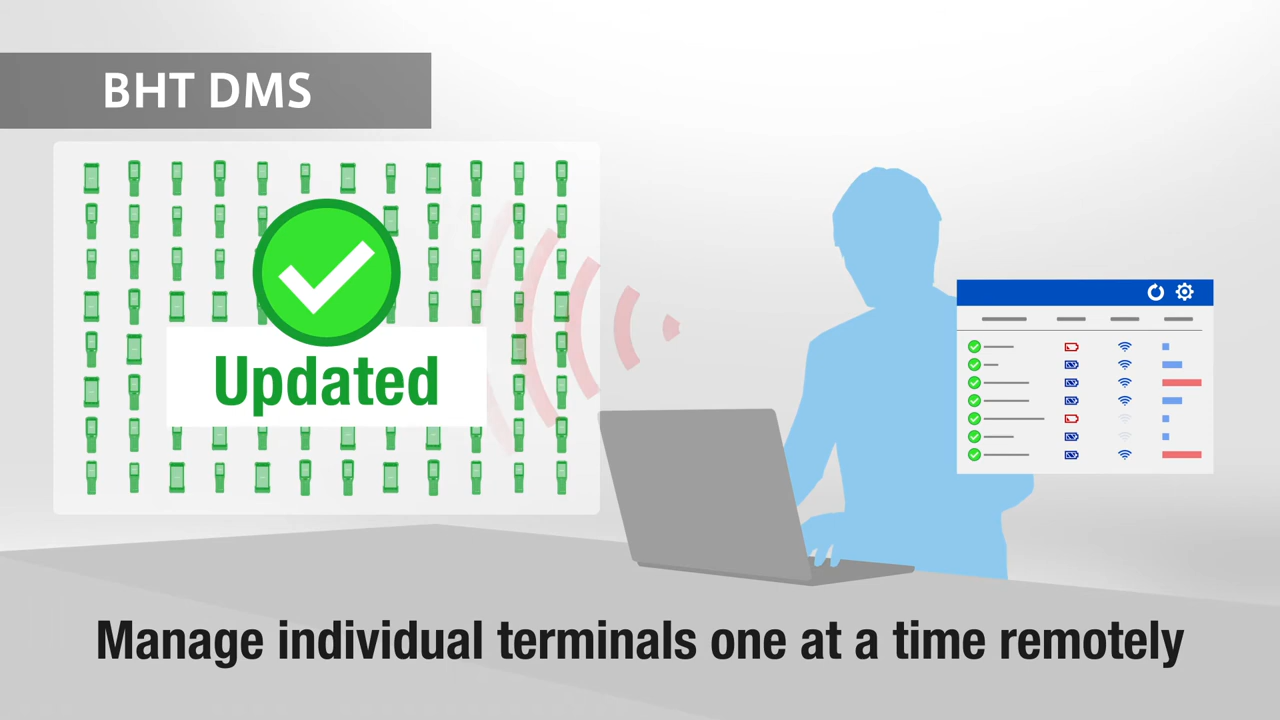 BHT DMS
Updated
Manage individual terminals one at a time remotely